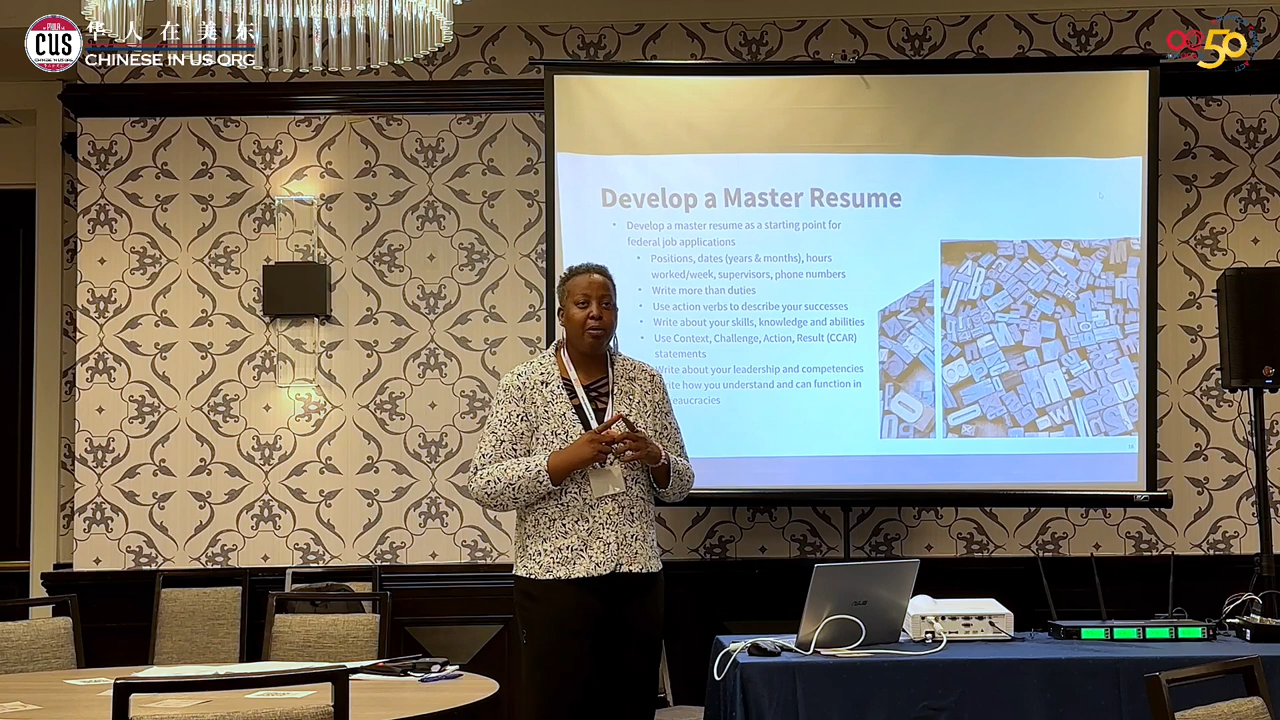 CUS
华人在美东
CHINESE IN US.ORG
50
Develop a Master Resume
• Develop a master resume as a starting point for
federal job applications
• Positions, dates (years & months), hours
worked/week, supervisors, phone numbers
• Write more than duties
• Use action verbs to describe your successes
• Write about your skills, knowledge and abilities
• Use Context, Challenge, Action, Result (CCAR)
statements
Write about your leadership and competencies
how you understand and can function in
ASUS